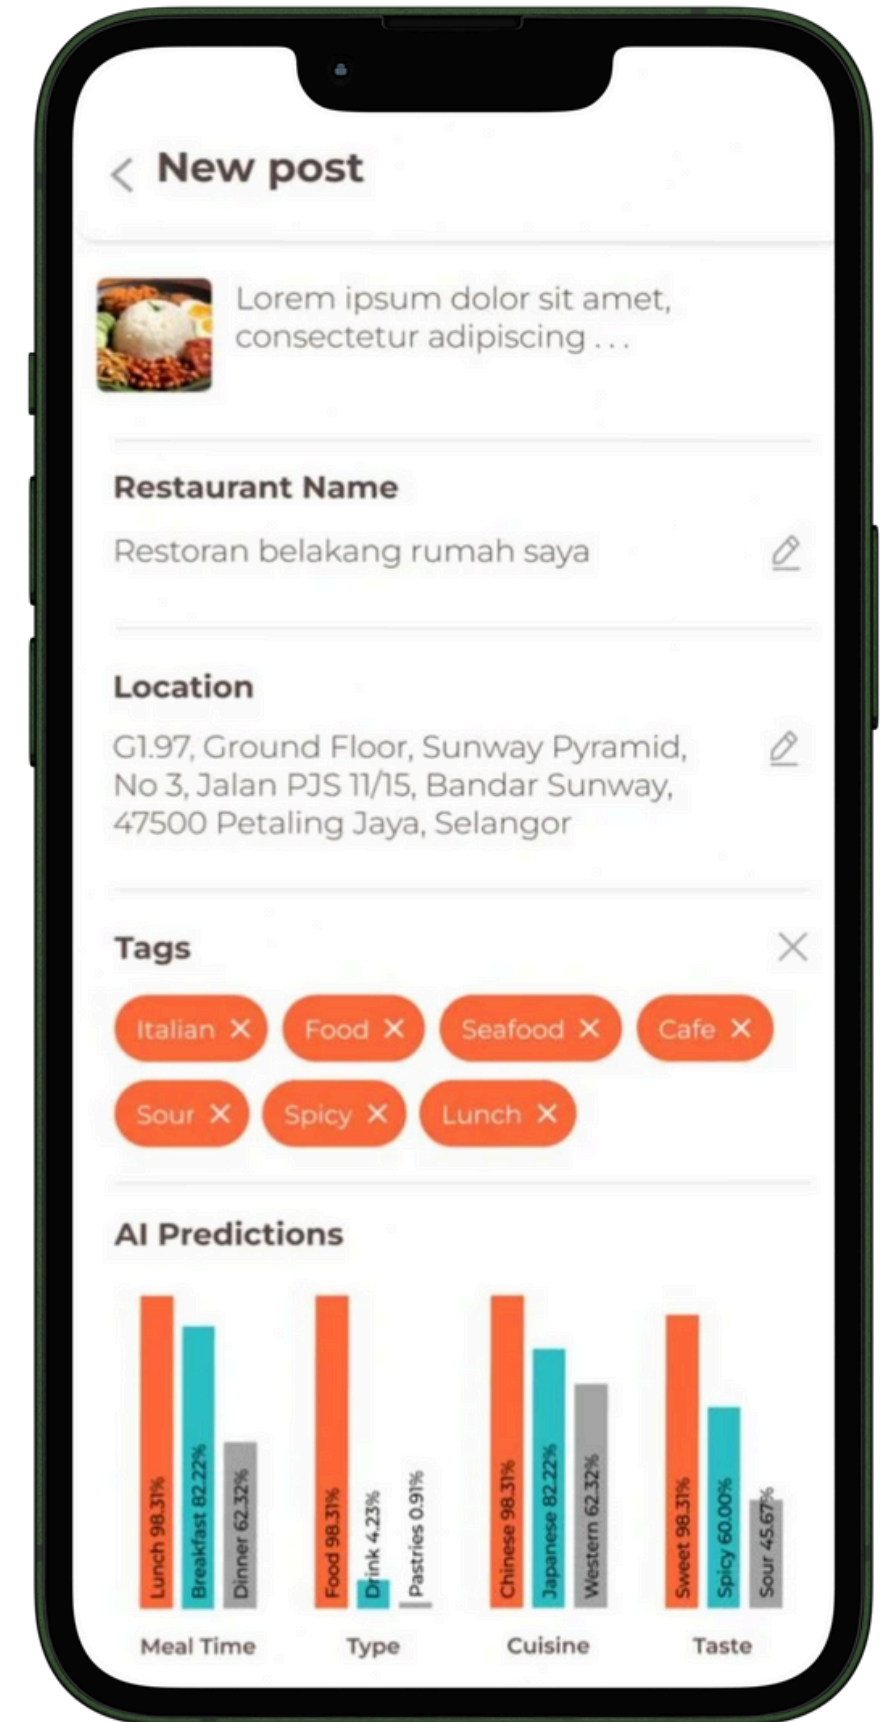 New post
Lorem ipsum dolor sit amet,
consectetur adipiscing ...
Restaurant Name
Restoran belakang rumah saya
Location
G1.97, Ground Floor, Sunway Pyramid,
No 3, Jalan PJS 11/15, Bandar Sunway,
47500 Petaling Jaya, Selangor
Tags
Italian ✕
Food ✕
Seafood ✕
Cafe ✕
Sour ✕
Spicy ✕
Lunch ✕
AI Predictions
Lunch 98.31%
Breakfast 82.22%
Dinner 62.32%
Meal Time
Food 98.31%
Drink 4.23%
Pastries 0.91%
Type
Chinese 98.31%
Japanese 82.22%
Western 62.32%
Cuisine
Sweet 98.31%
Spicy 60.00%
Sour 45.67%
Taste